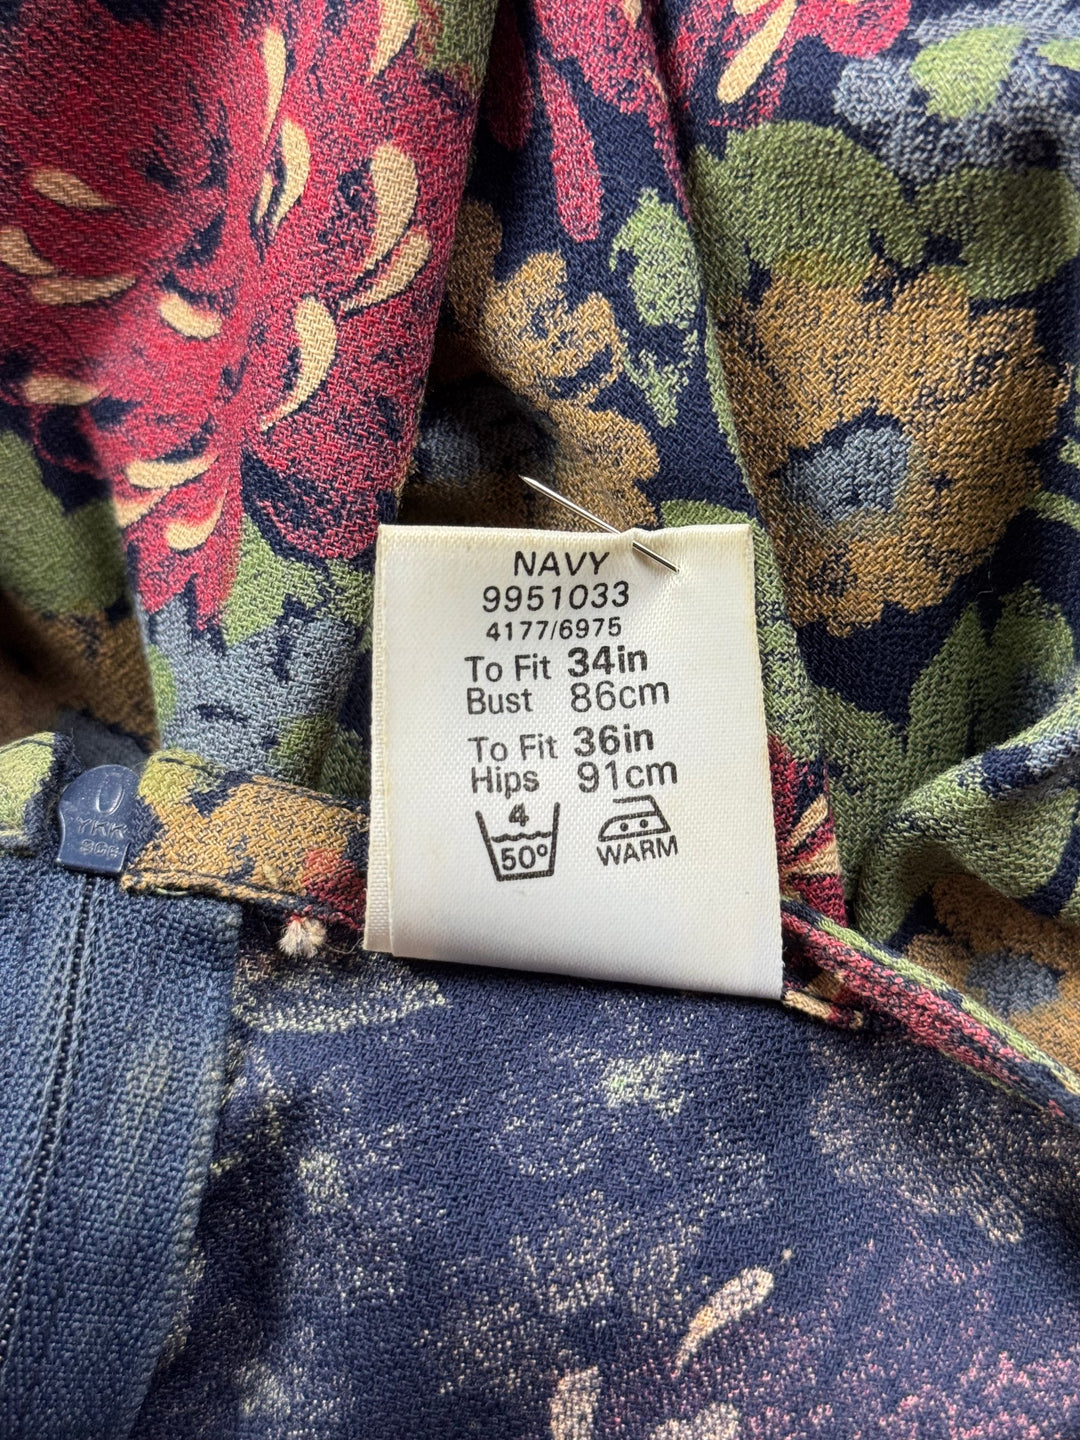 NAVY
9951033
4177/6975
To Fit 34in
Bust 86cm
To Fit 36in
Hips 91cm
4
50°
WARM
YKK